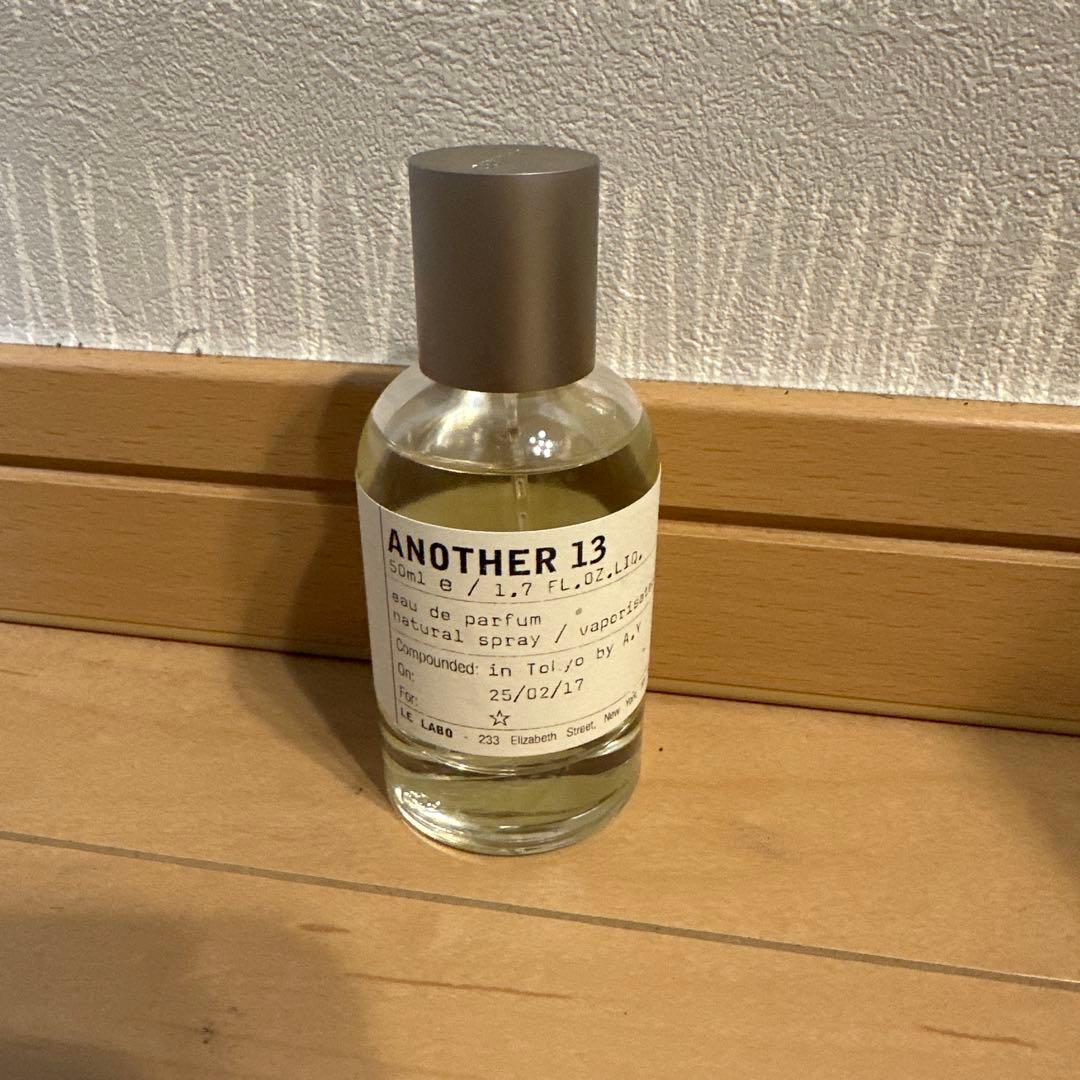 ANOTHER 13
50ml e / 1.7 FL.OZ.LIQ.
eau de parfum
natural spray /
Compounded: in Tokyo by A.Y
On: 25/02/17
For: ☆
LE LABO - 233 Elizabeth Street, New York,